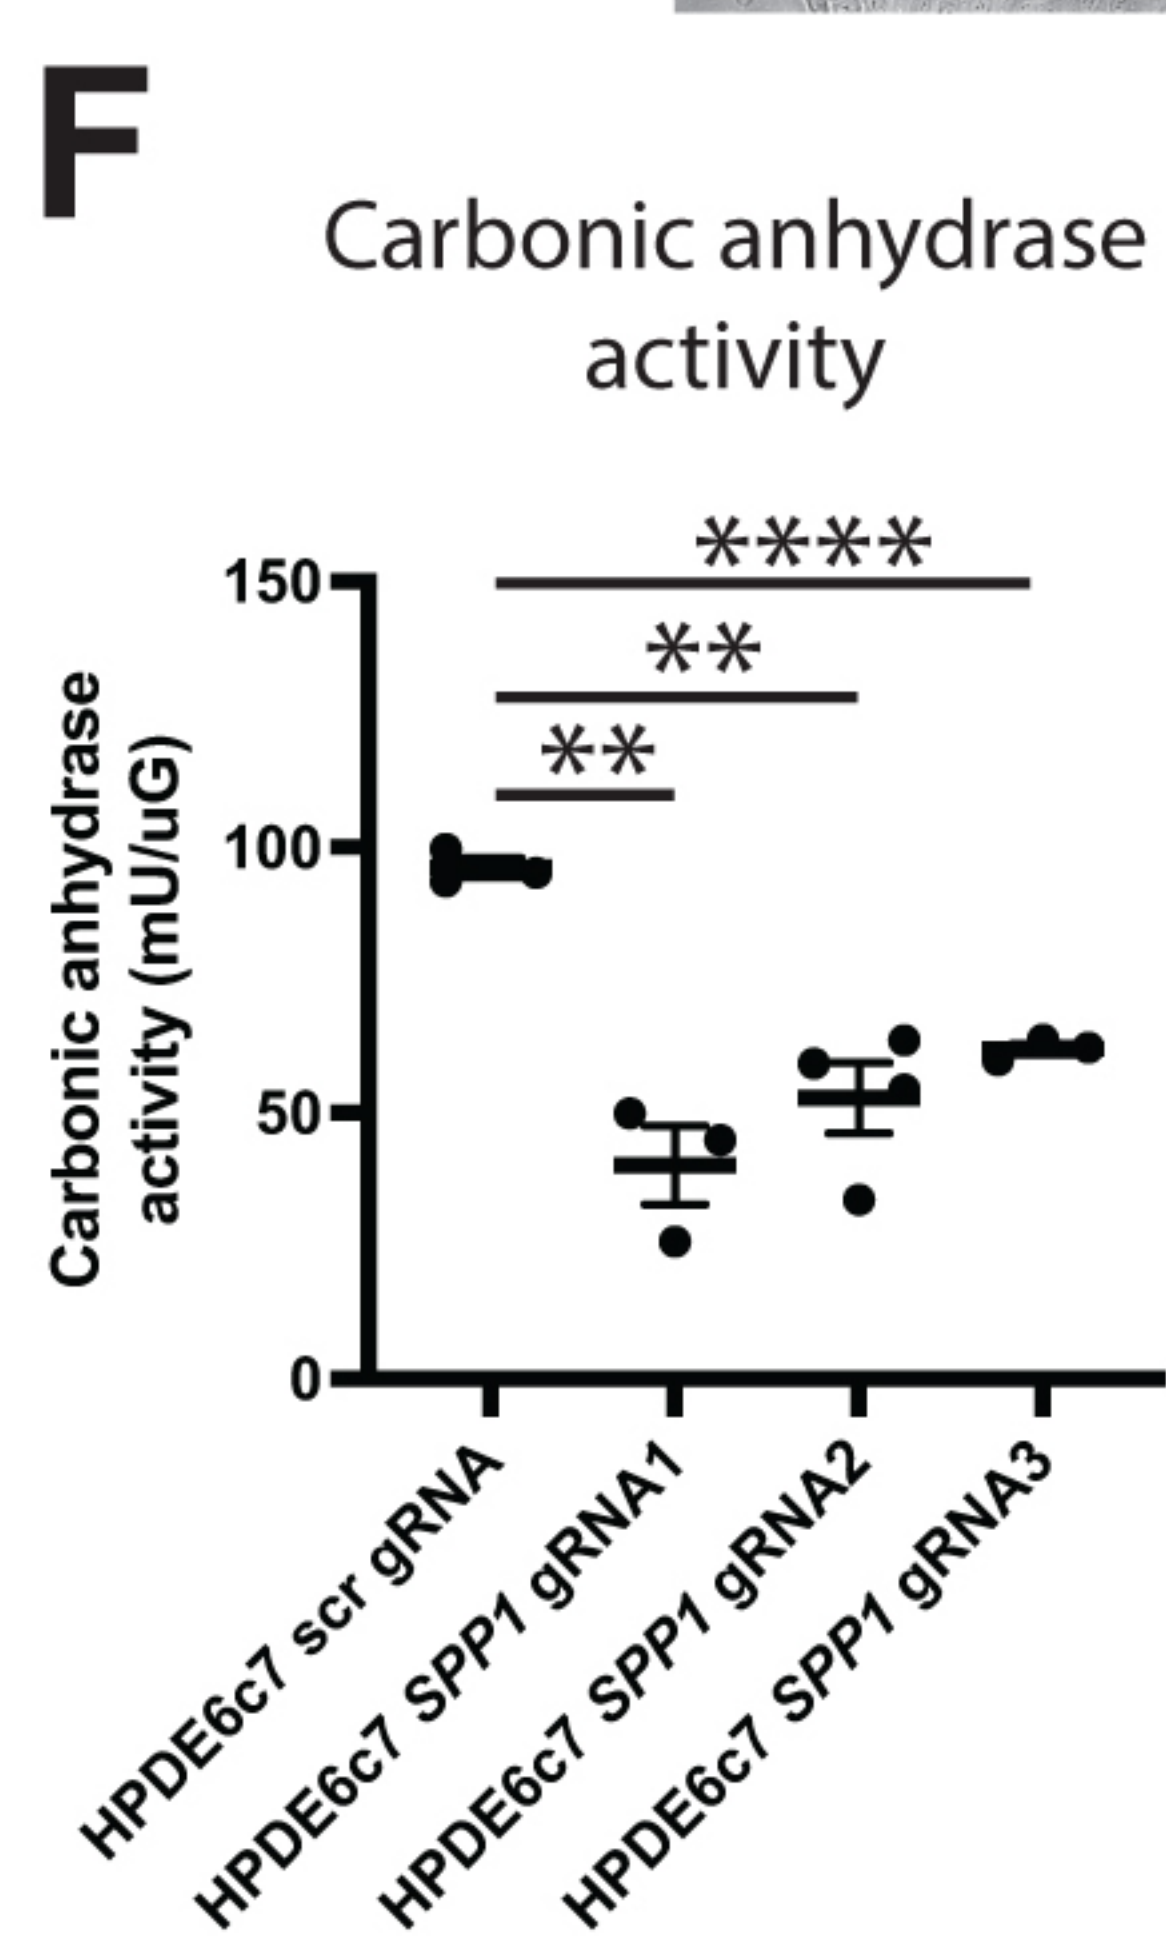 F
Carbonic anhydrase
activity
****
**
**
150
100
50
0
Carbonic anhydrase
activity (mU/uG)
HPDE6c7 scr gRNA
HPDE6c7 SPP1 gRNA1
HPDE6c7 SPP1 gRNA2
HPDE6c7 SPP1 gRNA3